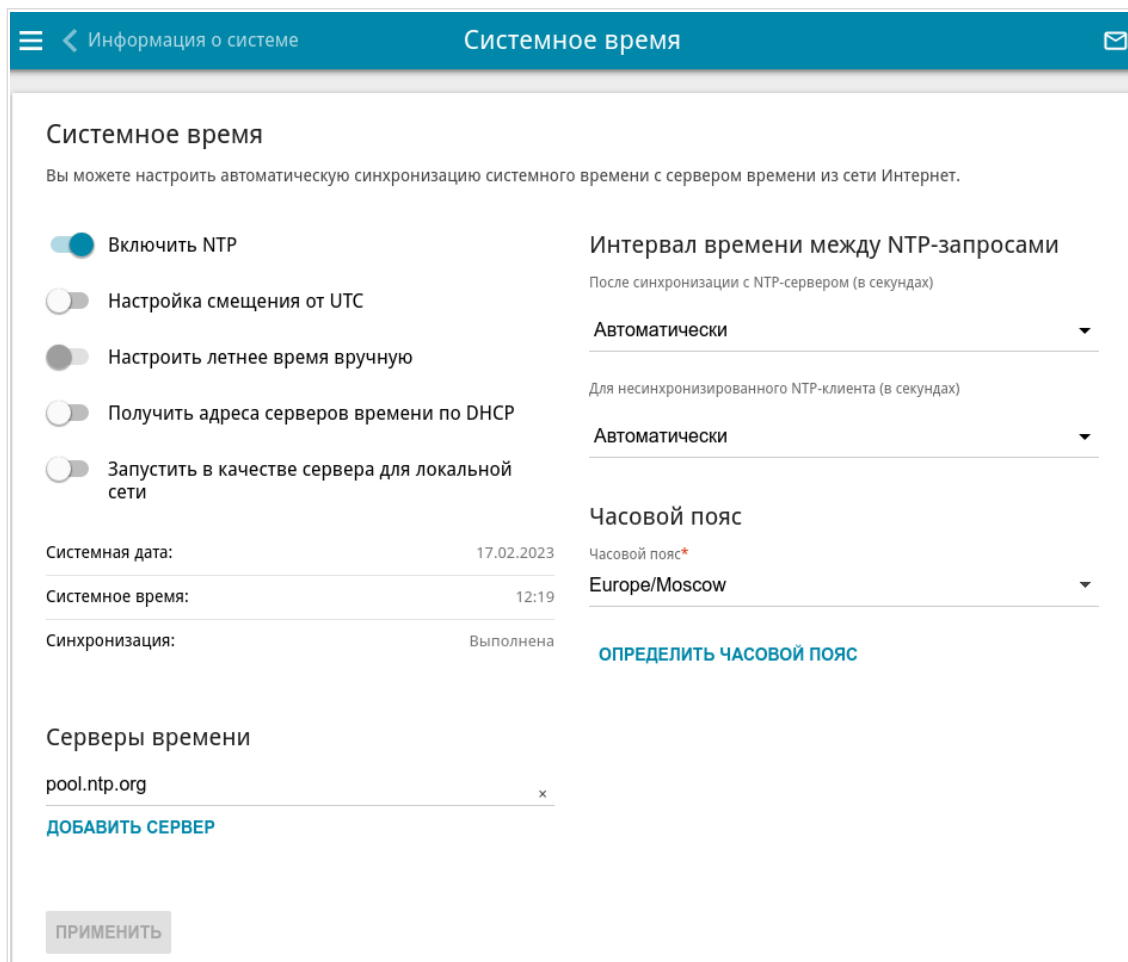 Информация о системе
Системное время
Системное время
Вы можете настроить автоматическую синхронизацию системного времени с сервером времени из сети Интернет.
Включить NTP
Настройка смещения от UTC
Настроить летнее время вручную
Получить адреса серверов времени по DHCP
Запустить в качестве сервера для локальной
сети
Системная дата: 17.02.2023
Системное время: 12:19
Синхронизация: Выполнена
Серверы времени
pool.ntp.org ×
ДОБАВИТЬ СЕРВЕР
Интервал времени между NTP-запросами
После синхронизации с NTP-сервером (в секундах)
Автоматически
Для несинхронизированного NTP-клиента (в секундах)
Автоматически
Часовой пояс
Часовой пояс*
Europe/Moscow
ОПРЕДЕЛИТЬ ЧАСОВОЙ ПОЯС
ПРИМЕНИТЬ